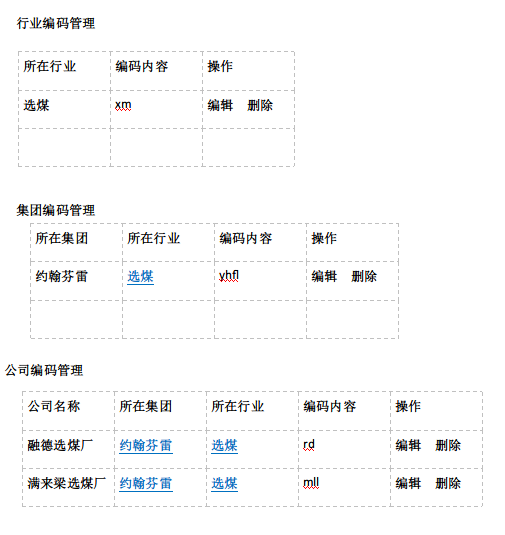 行业编码管理
所在行业 编码内容 操作
选煤 xm 编辑 删除
集团编码管理
所在集团 所在行业 编码内容 操作
约翰芬雷 选煤 yhfl 编辑 删除
公司编码管理
公司名称 所在集团 所在行业 编码内容 操作
融德选煤厂 约翰芬雷 选煤 rd 编辑 删除
满来梁选煤厂 约翰芬雷 选煤 mll 编辑 删除